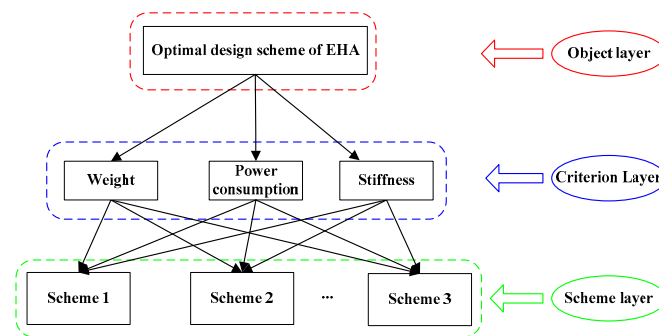 Optimal design scheme of EHA
Object layer
Weight
Power
consumption
Stiffness
Criterion Layer
Scheme 1
Scheme 2
...
Scheme 3
Scheme layer